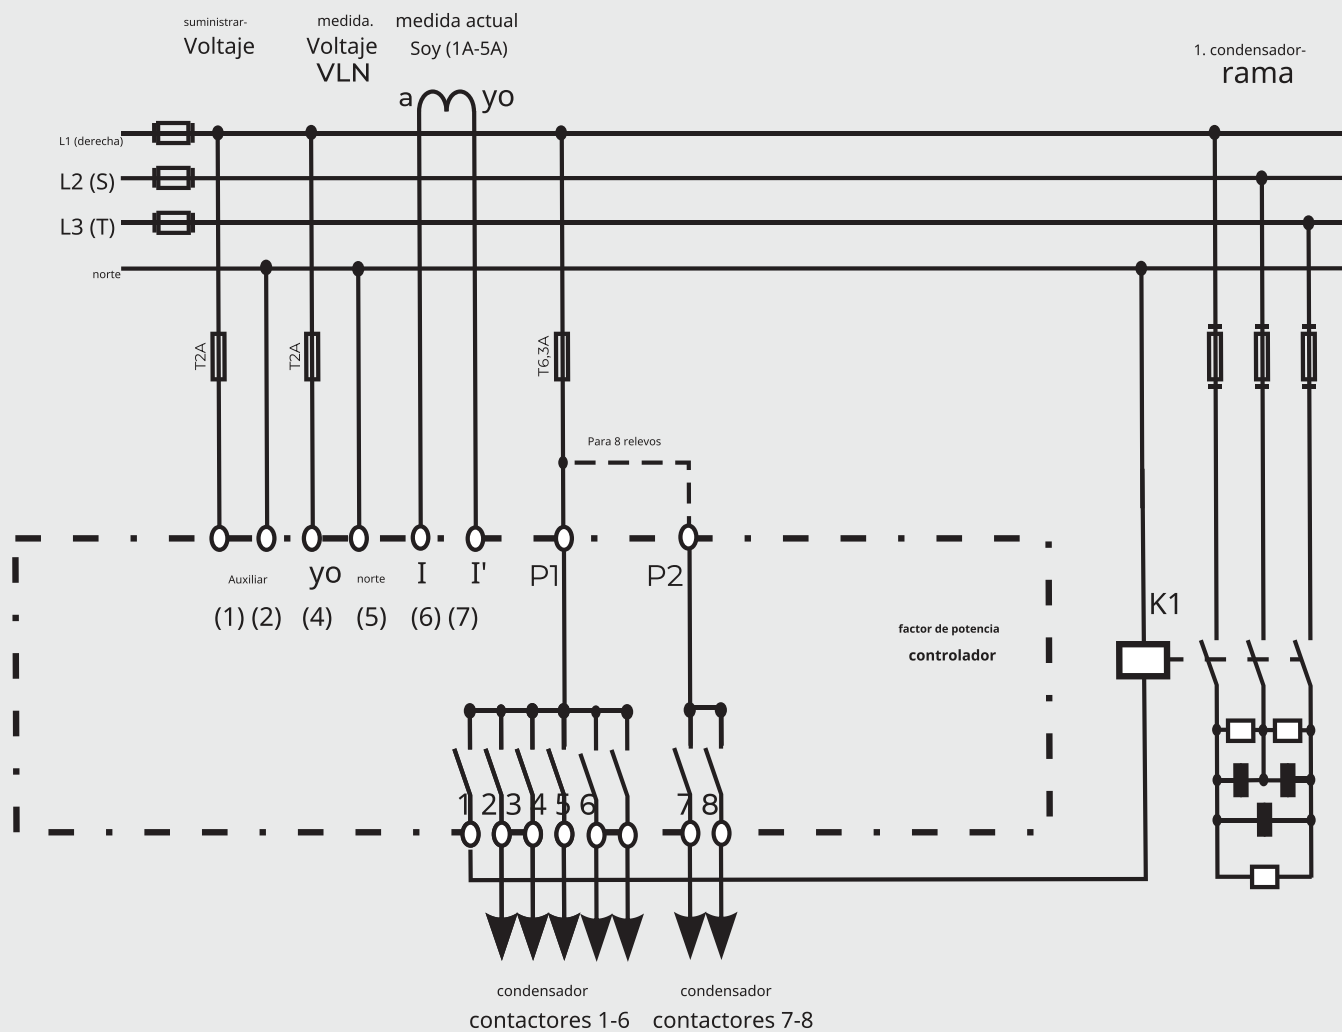 suministrar-
Voltaje
medida.
Voltaje
VLN
medida actual
Soy (1A-5A)
a
yo
1. condensador-
rama
L1 (derecha)
L2 (S)
L3 (T)
norte
T2A
T2A
T6,3A
Para 8 relevos
Auxiliar
yo
norte
I
I'
P1
P2
(1) (2)
(4)
(5)
(6) (7)
factor de potencia
controlador
K1
1 2 3 4 5 6
7 8
condensador
contactores 1-6
condensador
contactores 7-8